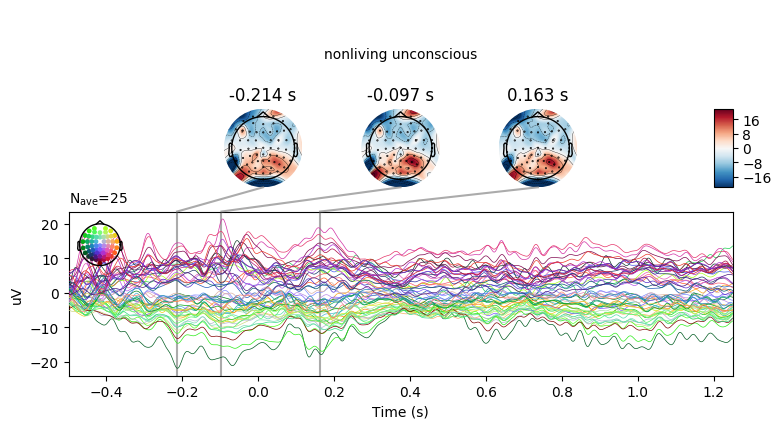 nonliving unconscious
-0.214 s -0.097 s 0.163 s
16
8
0
−8
−16
Nave=25
20
10
0
−10
−20
uV
−0.4 −0.2 0.0 0.2 0.4 0.6 0.8 1.0 1.2
Time (s)